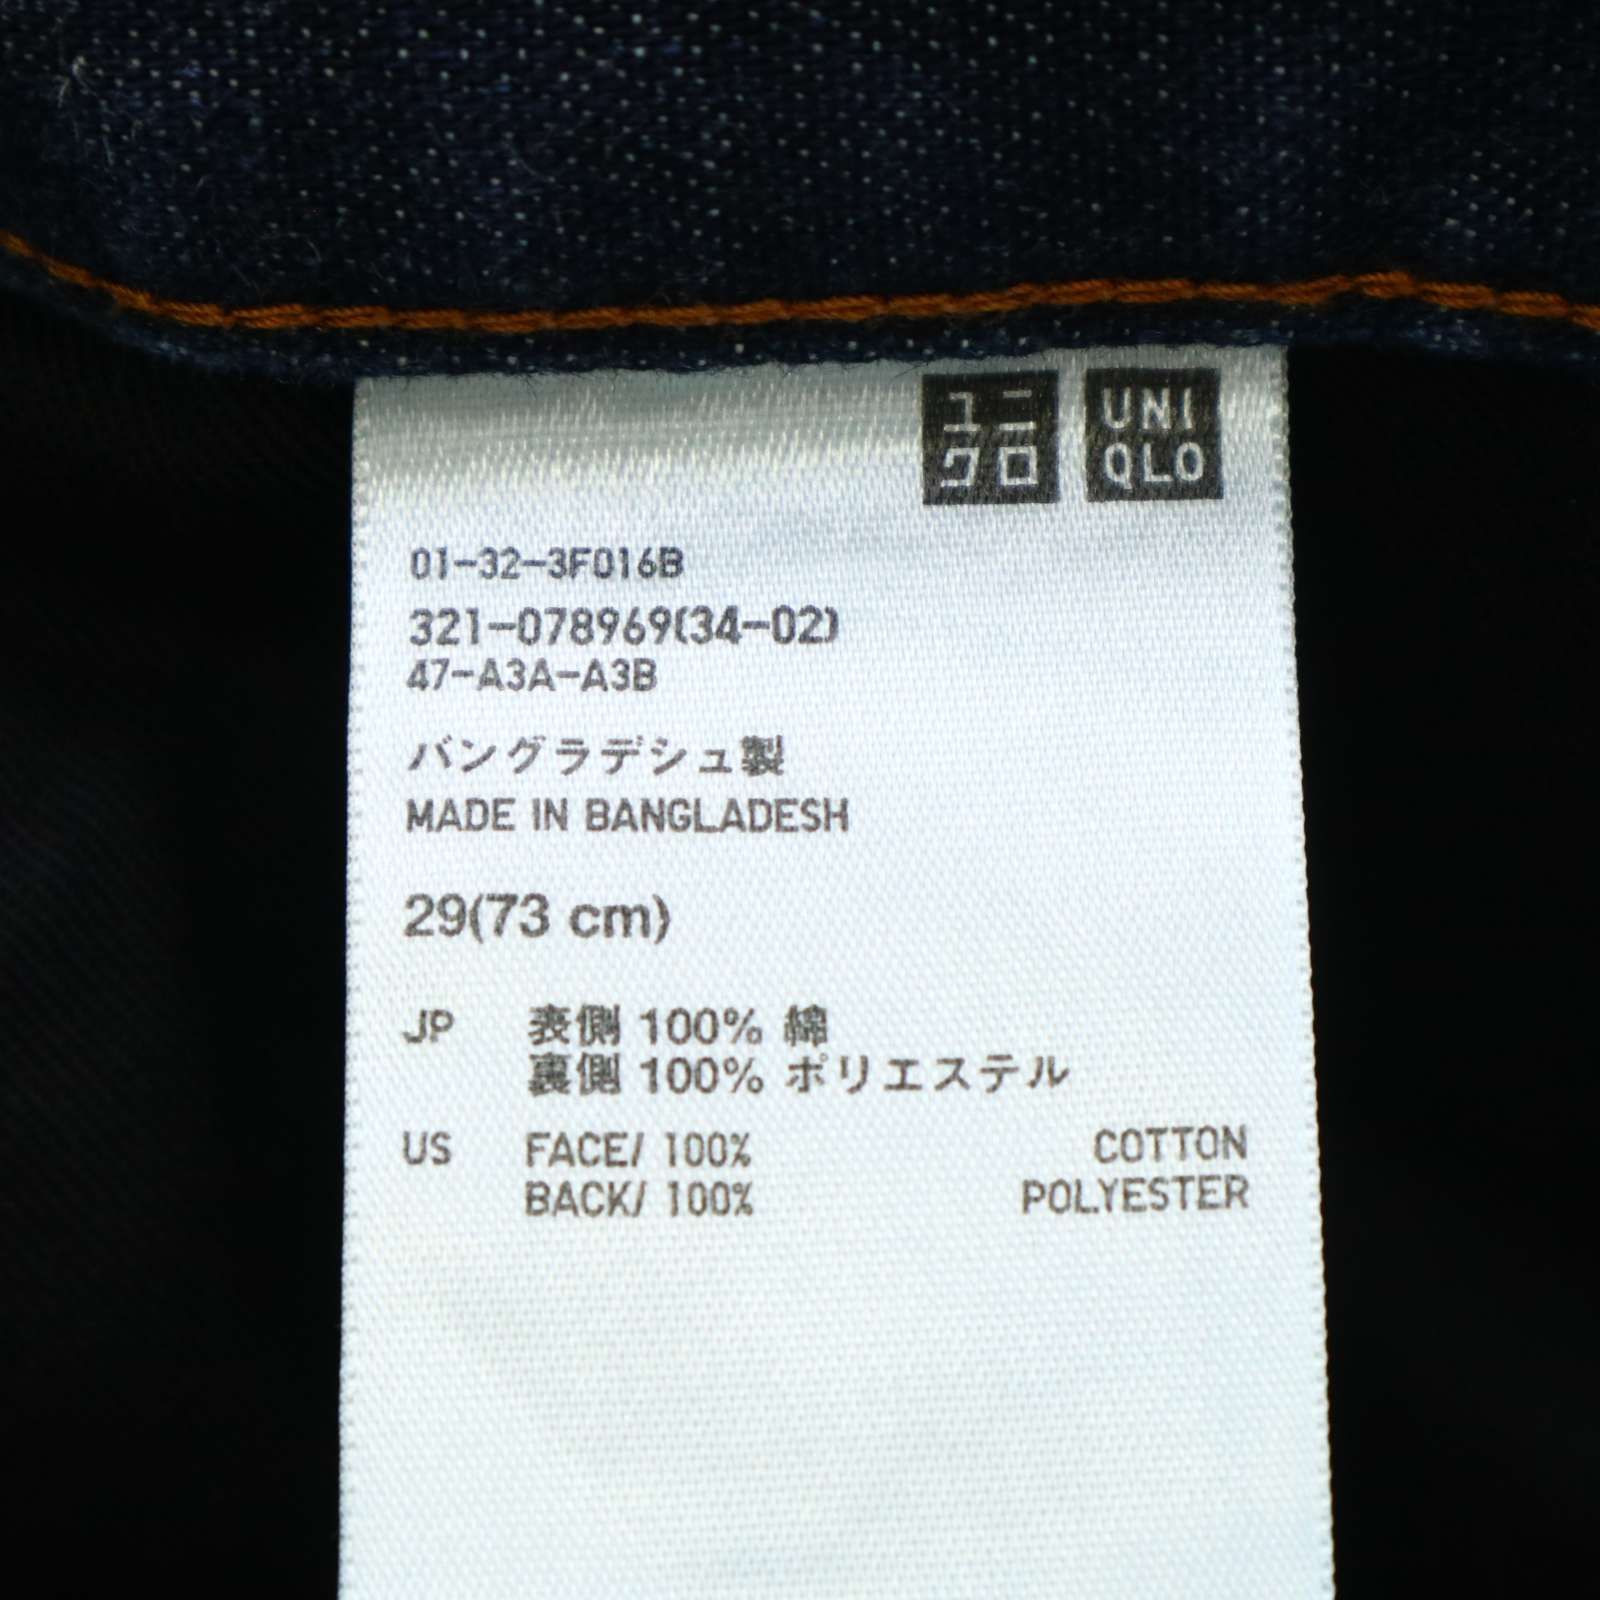 ユニ
クロ
UNI
QLO
01-32-3F016B
321-078969(34-02)
47-A3A-A3B
バングラデシュ製
MADE IN BANGLADESH
29(73 cm)
JP 表側 100% 綿
裏側 100% ポリエステル
US FACE/ 100% COTTON
BACK/ 100% POLYESTER